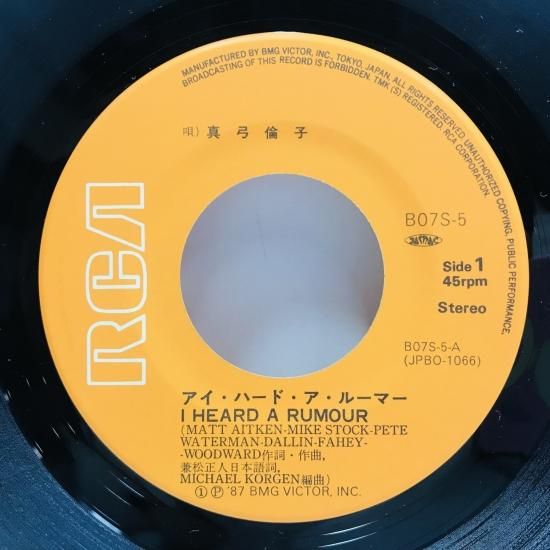 MANUFACTURED BY BMG VICTOR, INC., TOKYO, JAPAN. ALL RIGHTS RESERVED. UNAUTHORIZED COPYING, PUBLIC PERFORMANCE,
BROADCASTING OF THIS RECORD IS FORBIDDEN. TMK (S) REGISTERED. RCA CORPORATION.
唄)真弓倫子
RCA
B07S-5
JASRAC
Side 1
45rpm
Stereo
B07S-5-A
(JPBO-1066)
アイ・ハード・ア・ルーマー
I HEARD A RUMOUR
(MATT AITKEN-MIKE STOCK-PETE
WATERMAN-DALLIN-FAHEY-
-WOODWARD作詞・作曲,
兼松正人日本語詞,
MICHAEL KORGEN編曲)
① Ⓟ '87 BMG VICTOR, INC.